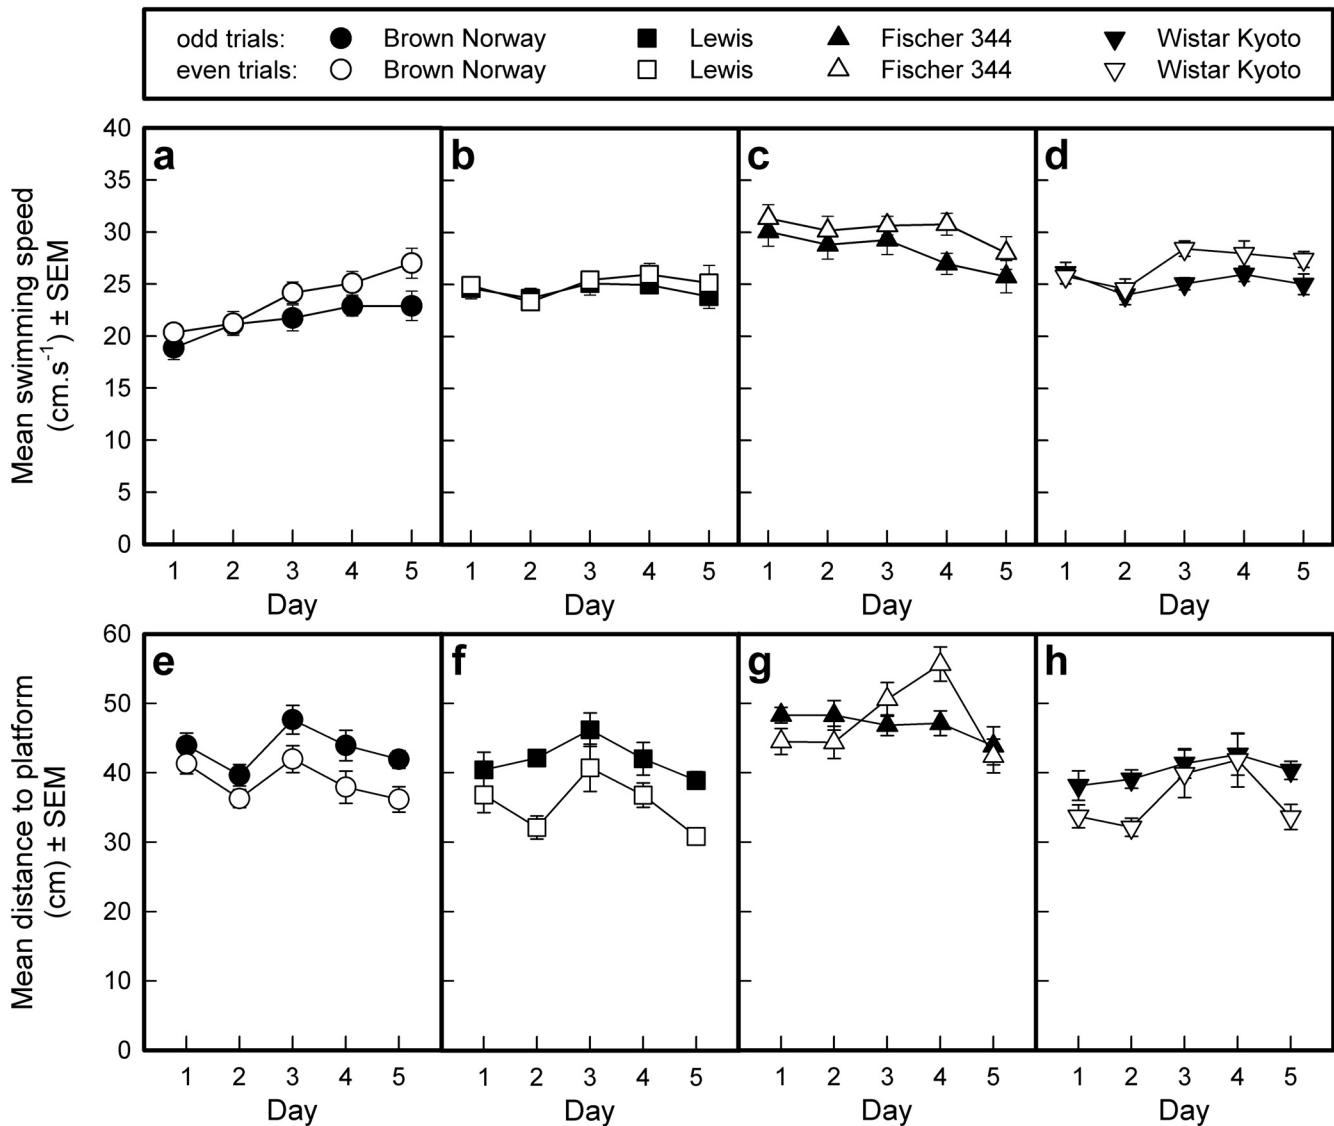 odd trials: Brown Norway Lewis Fischer 344 Wistar Kyoto
even trials: Brown Norway Lewis Fischer 344 Wistar Kyoto
Mean swimming speed
(cm.s⁻¹) ± SEM
40
35
30
25
20
15
10
5
0
a
b
c
d
1 2 3 4 5
1 2 3 4 5
1 2 3 4 5
1 2 3 4 5
Day
Day
Day
Day
Mean distance to platform
(cm) ± SEM
60
50
40
30
20
10
0
e
f
g
h
1 2 3 4 5
1 2 3 4 5
1 2 3 4 5
1 2 3 4 5
Day
Day
Day
Day